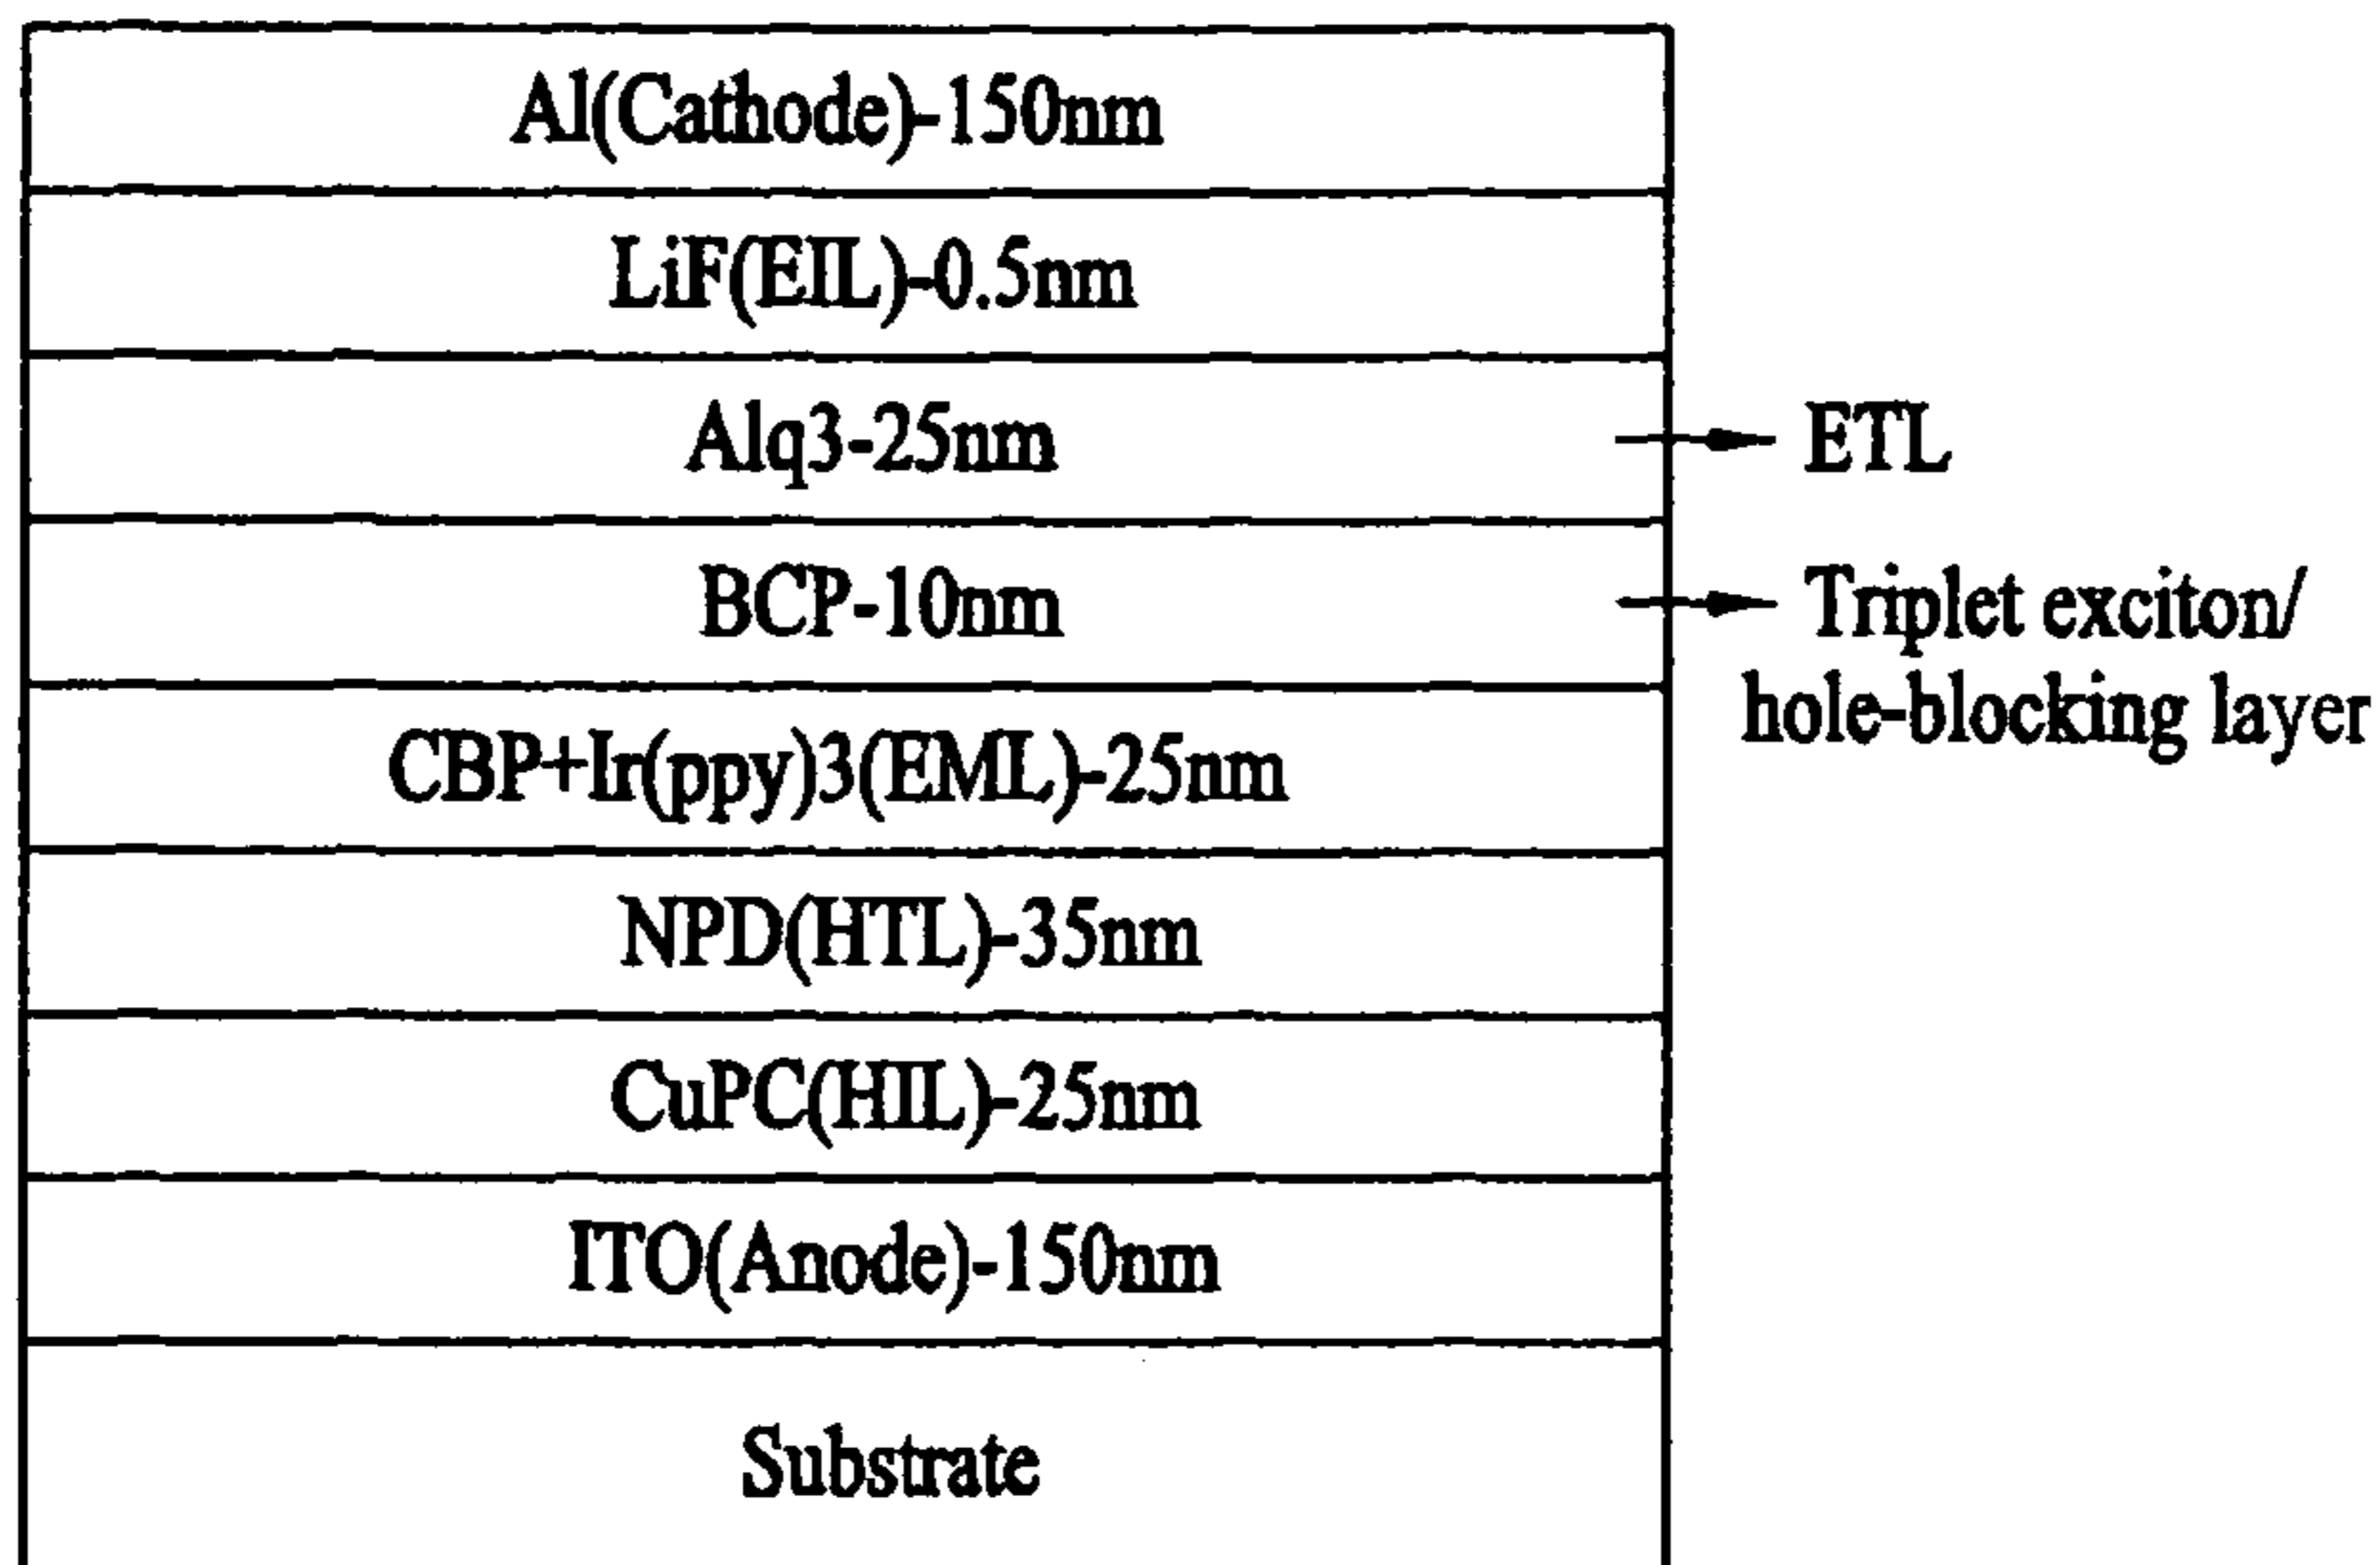 Al(Cathode)-150nm
LiF(EIL)-0.5nm
Alq3-25nm
ETL
BCP-10nm
Triplet exciton/
hole-blocking layer
CBP+Ir(ppy)3(EML)-25nm
NPD(HTL)-35nm
CuPC(HIL)-25nm
ITO(Anode)-150nm
Substrate